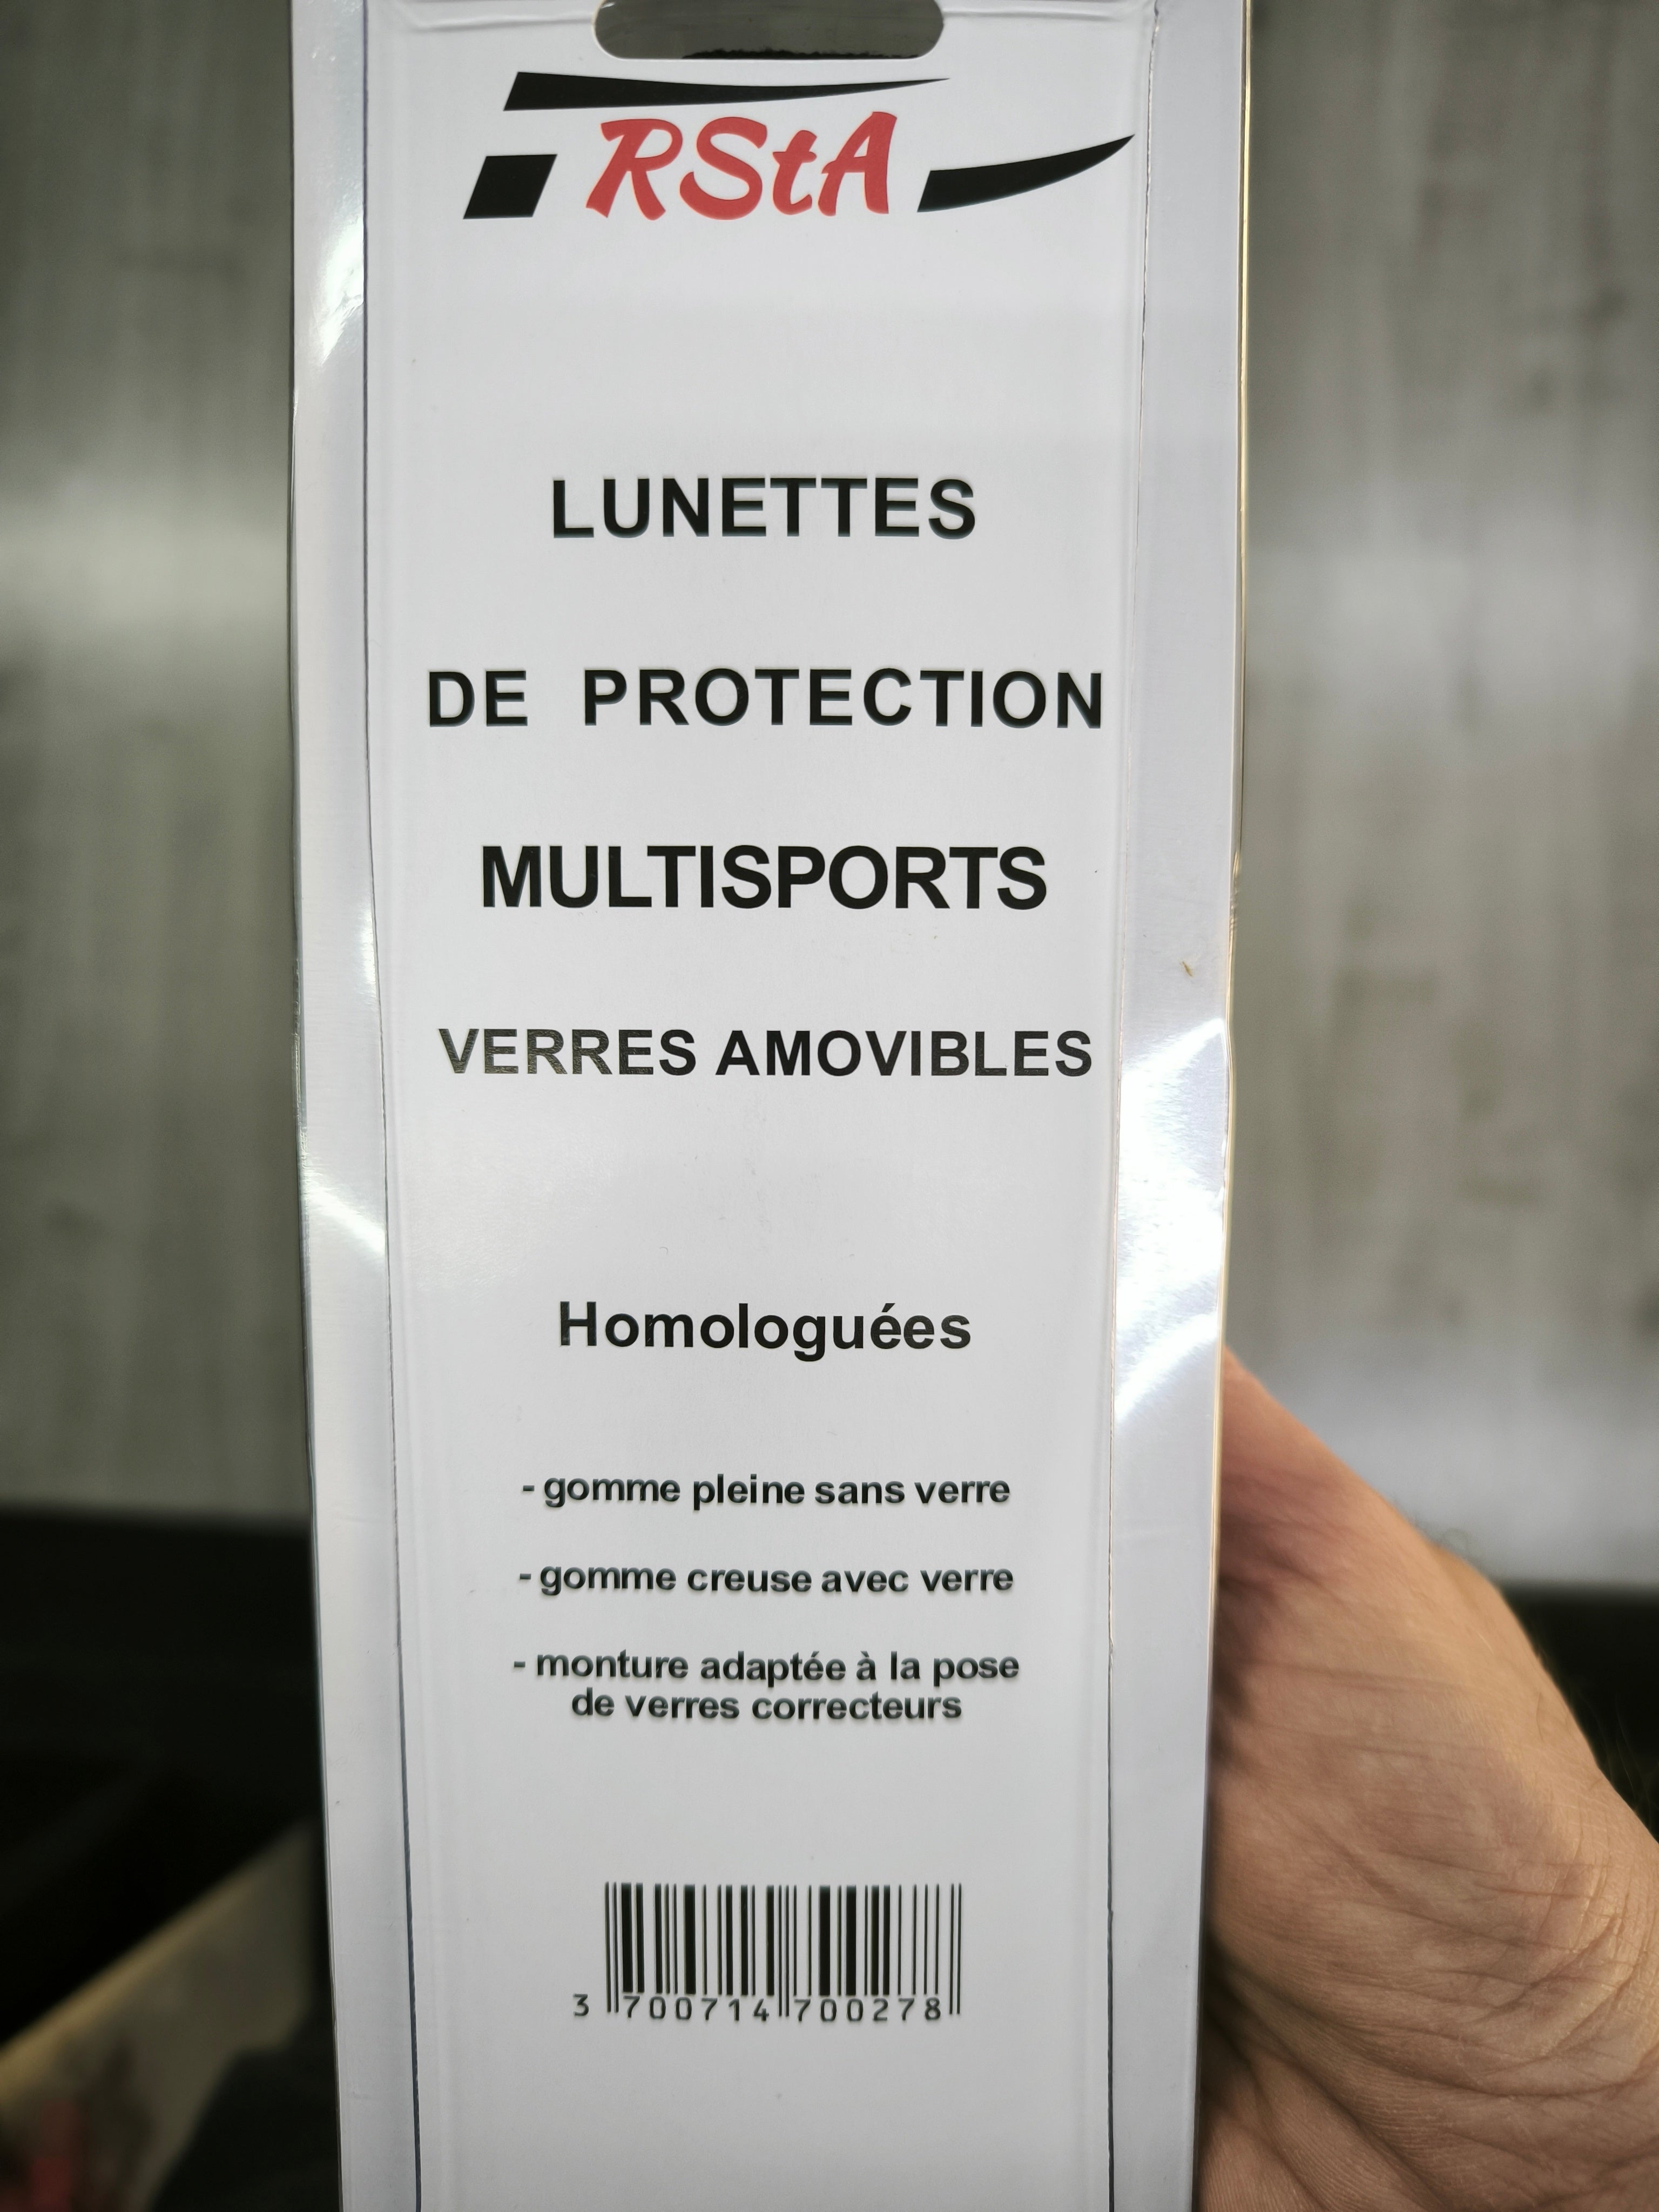 RStA
LUNETTES
DE PROTECTION
MULTISPORTS
VERRES AMOVIBLES
Homologuées
- gomme pleine sans verre
- gomme creuse avec verre
- monture adaptée à la pose
de verres correcteurs
3 700714 700278